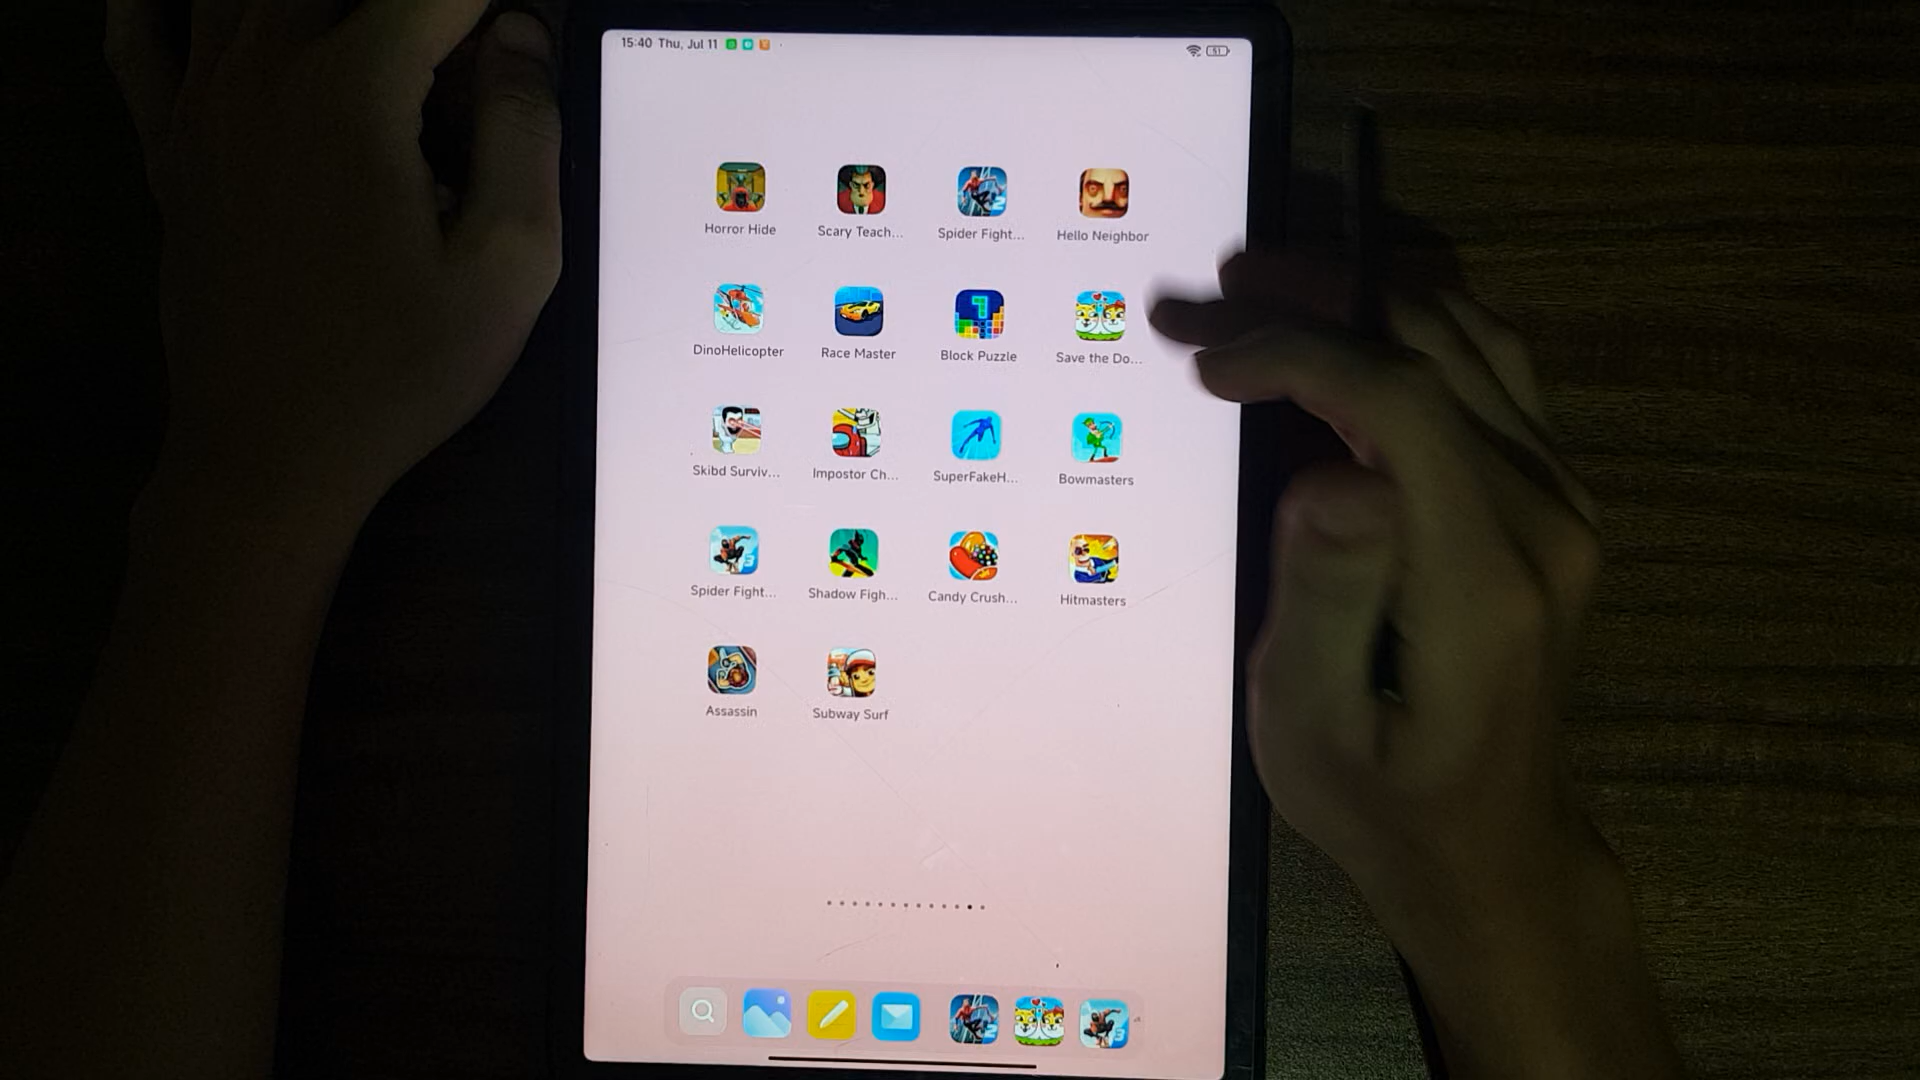 15:40 Thu, Jul 11
51
Horror Hide
Scary Teach...
Spider Fight...
Hello Neighbor
DinoHelicopter
Race Master
Block Puzzle
Save the Do...
Skibd Surviv...
Impostor Ch...
SuperFakeH...
Bowmasters
Spider Fight...
Shadow Figh...
Candy Crush...
Hitmasters
Assassin
Subway Surf